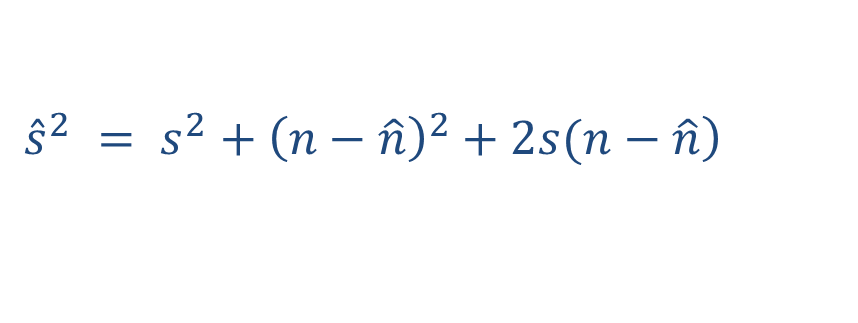 ŝ² = s² + (n − n̂)² + 2s(n − n̂)